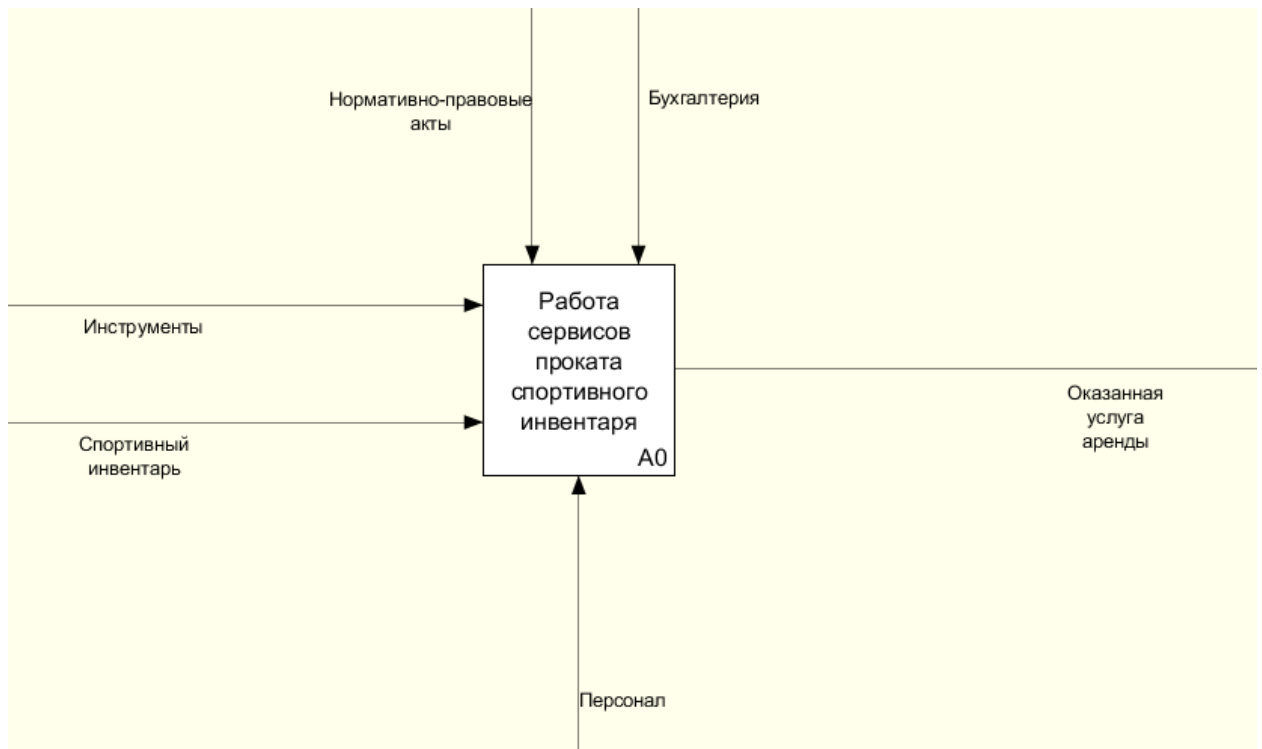 Нормативно-правовые
акты
Бухгалтерия
Инструменты
Спортивный
инвентарь
Работа
сервисов
проката
спортивного
инвентаря
A0
Оказанная
услуга
аренды
Персонал